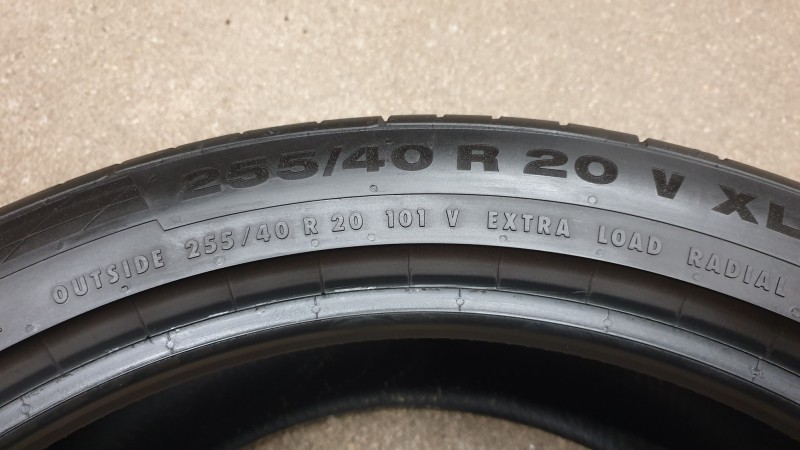 255/40 R 20 V XL
OUTSIDE 255/40 R 20 101 V EXTRA LOAD RADIAL